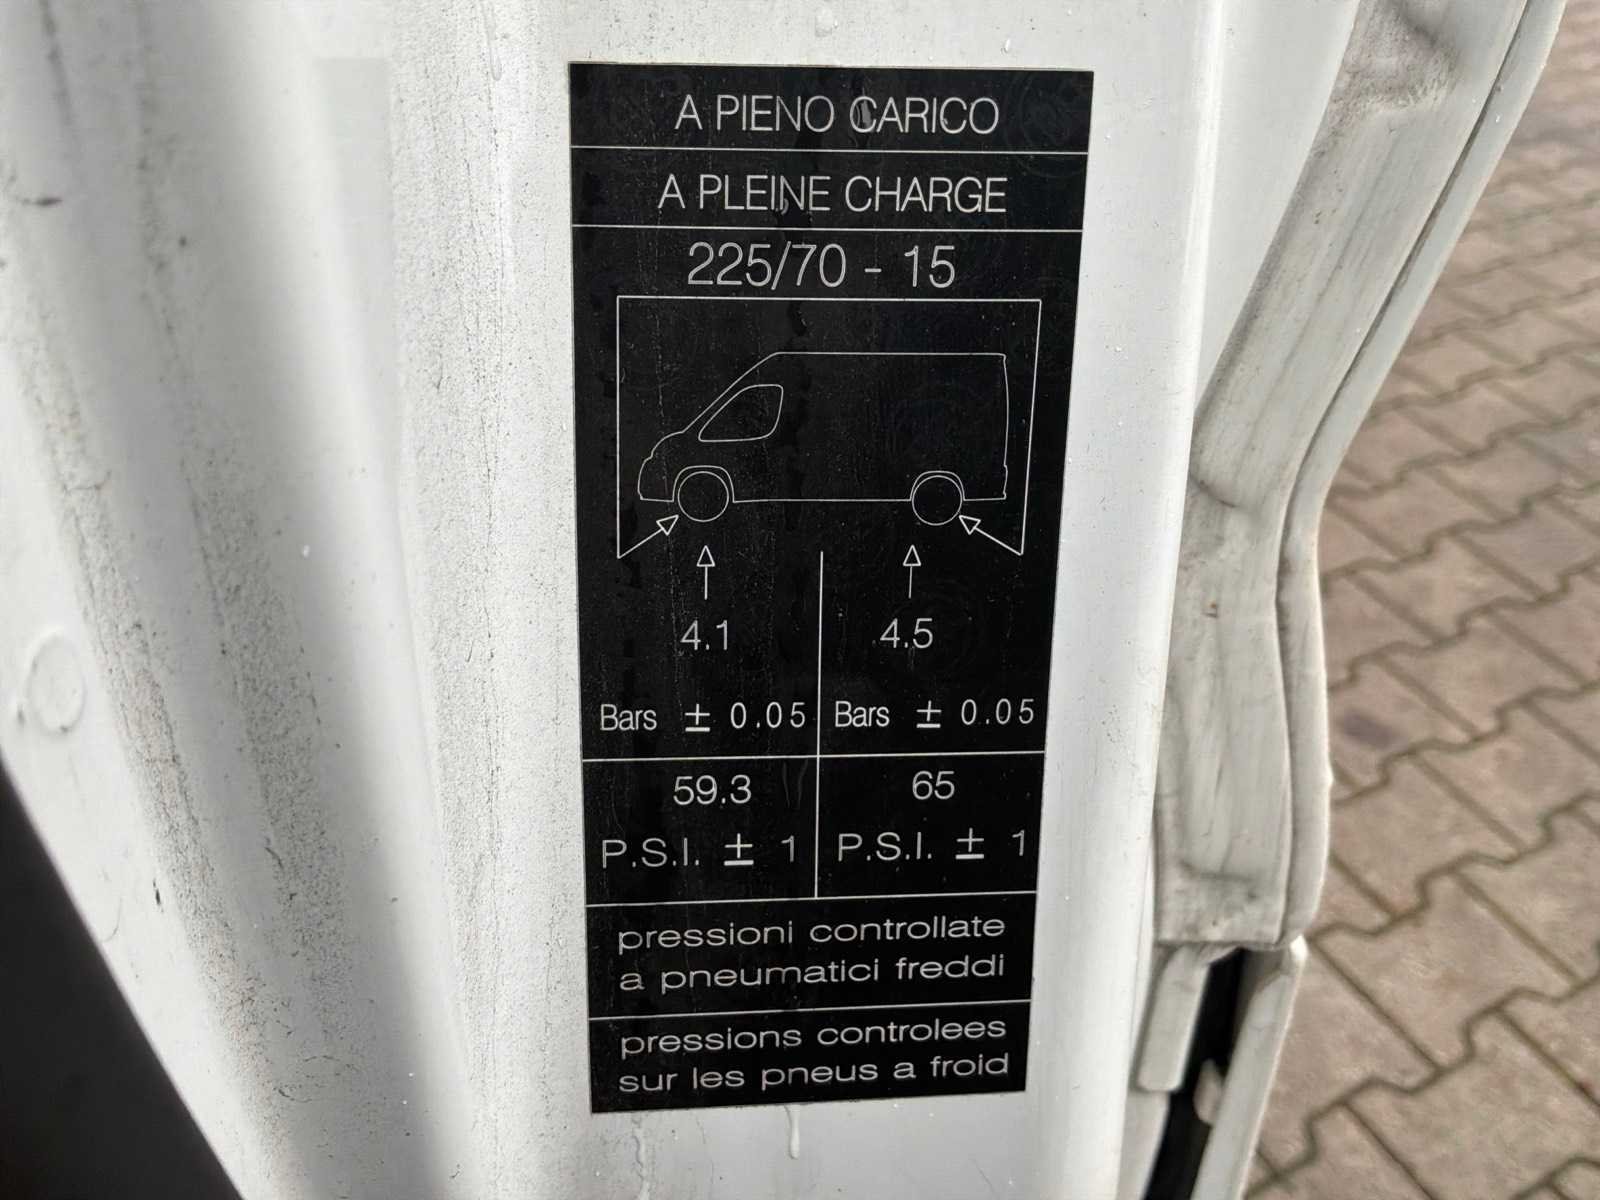 A PIENO CARICO
A PLEINE CHARGE
225/70 - 15
4.1 4.5
Bars ± 0.05 Bars ± 0.05
59.3 65
P.S.I. ± 1 P.S.I. ± 1
pressioni controllate
a pneumatici freddi
pressions controlees
sur les pneus a froid